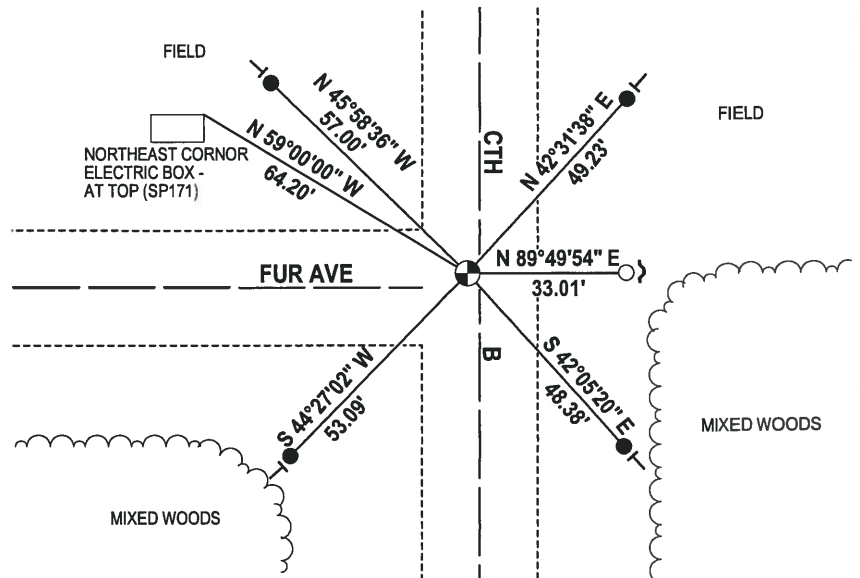 FIELD
N 45°58'36" W
57.00'
N 42°31'38" E
49.23'
FIELD
CTH
N 59°00'00" W
64.20'
NORTHEAST CORNOR
ELECTRIC BOX -
AT TOP (SP171)
FUR AVE
N 89°49'54" E
33.01'
B
S 44°27'02" W
53.09'
S 42°05'20" E
48.38'
MIXED WOODS
MIXED WOODS